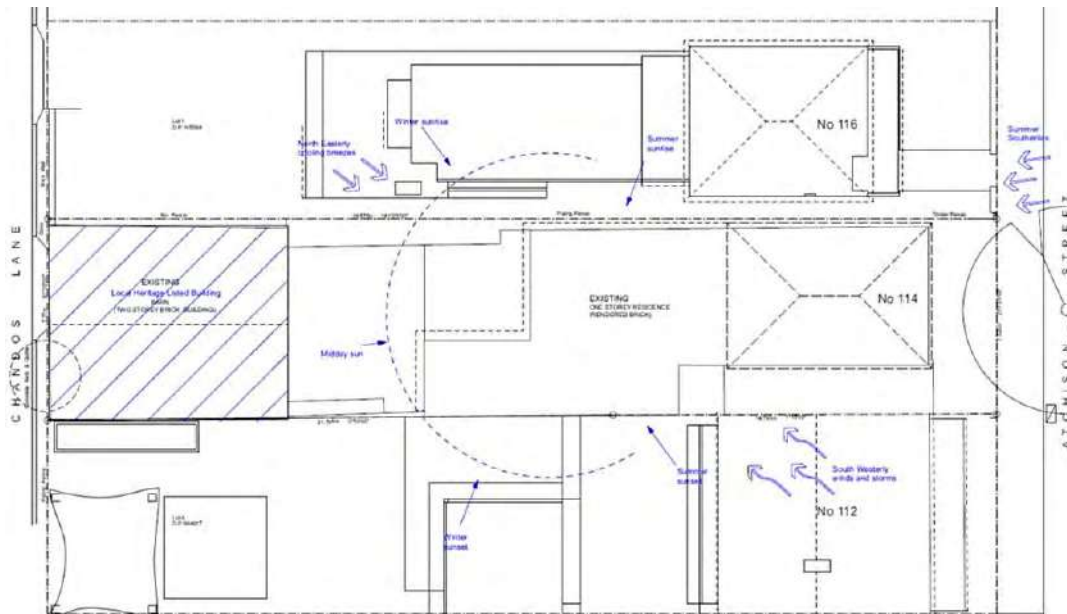 No 116
Winter sunrise
Summer
sunrise
North Easterly
cooling breezes
Summer
Southerlies
Paling Fence
CHANDOS LANE
EXISTING
Local Heritage Listed Building
BARN
(TWO STOREY BRICK BUILDING)
EXISTING
ONE STOREY RESIDENCE
(RENDERED BRICK)
No 114
Midday sun
Summer
sunset
South Westerly
winds and storms
No 112
Winter
sunset